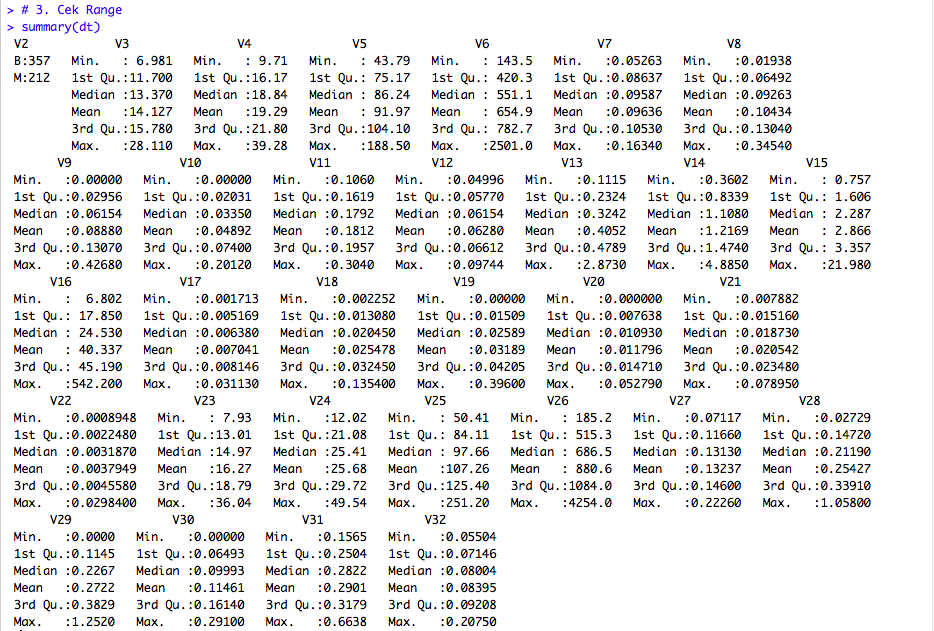 > # 3. Cek Range
> summary(dt)
V2 V3 V4 V5 V6 V7 V8
B:357 Min. : 6.981 Min. : 9.71 Min. : 43.79 Min. : 143.5 Min. :0.05263 Min. :0.01938
M:212 1st Qu.:11.700 1st Qu.:16.17 1st Qu.: 75.17 1st Qu.: 420.3 1st Qu.:0.08637 1st Qu.:0.06492
Median :13.370 Median :18.84 Median : 86.24 Median : 551.1 Median :0.09587 Median :0.09263
Mean :14.127 Mean :19.29 Mean : 91.97 Mean : 654.9 Mean :0.09636 Mean :0.10434
3rd Qu.:15.780 3rd Qu.:21.80 3rd Qu.:104.10 3rd Qu.: 782.7 3rd Qu.:0.10530 3rd Qu.:0.13040
Max. :28.110 Max. :39.28 Max. :188.50 Max. :2501.0 Max. :0.16340 Max. :0.34540
V9 V10 V11 V12 V13 V14 V15
Min. :0.00000 Min. :0.00000 Min. :0.1060 Min. :0.04996 Min. :0.1115 Min. :0.3602 Min. : 0.757
1st Qu.:0.02956 1st Qu.:0.02031 1st Qu.:0.1619 1st Qu.:0.05770 1st Qu.:0.2324 1st Qu.:0.8339 1st Qu.: 1.606
Median :0.06154 Median :0.03350 Median :0.1792 Median :0.06154 Median :0.3242 Median :1.1080 Median : 2.287
Mean :0.08880 Mean :0.04892 Mean :0.1812 Mean :0.06280 Mean :0.4052 Mean :1.2169 Mean : 2.866
3rd Qu.:0.13070 3rd Qu.:0.07400 3rd Qu.:0.1957 3rd Qu.:0.06612 3rd Qu.:0.4789 3rd Qu.:1.4740 3rd Qu.: 3.357
Max. :0.42680 Max. :0.20120 Max. :0.3040 Max. :0.09744 Max. :2.8730 Max. :4.8850 Max. :21.980
V16 V17 V18 V19 V20 V21
Min. : 6.802 Min. :0.001713 Min. :0.002252 Min. :0.00000 Min. :0.000000 Min. :0.007882
1st Qu.: 17.850 1st Qu.:0.005169 1st Qu.:0.013080 1st Qu.:0.01509 1st Qu.:0.007638 1st Qu.:0.015160
Median : 24.530 Median :0.006380 Median :0.020450 Median :0.02589 Median :0.010930 Median :0.018730
Mean : 40.337 Mean :0.007041 Mean :0.025478 Mean :0.03189 Mean :0.011796 Mean :0.020542
3rd Qu.: 45.190 3rd Qu.:0.008146 3rd Qu.:0.032450 3rd Qu.:0.04205 3rd Qu.:0.014710 3rd Qu.:0.023480
Max. :542.200 Max. :0.031130 Max. :0.135400 Max. :0.39600 Max. :0.052790 Max. :0.078950
V22 V23 V24 V25 V26 V27 V28
Min. :0.0008948 Min. : 7.93 Min. :12.02 Min. : 50.41 Min. : 185.2 Min. :0.07117 Min. :0.02729
1st Qu.:0.0022480 1st Qu.:13.01 1st Qu.:21.08 1st Qu.: 84.11 1st Qu.: 515.3 1st Qu.:0.11660 1st Qu.:0.14720
Median :0.0031870 Median :14.97 Median :25.41 Median : 97.66 Median : 686.5 Median :0.13130 Median :0.21190
Mean :0.0037949 Mean :16.27 Mean :25.68 Mean :107.26 Mean : 880.6 Mean :0.13237 Mean :0.25427
3rd Qu.:0.0045580 3rd Qu.:18.79 3rd Qu.:29.72 3rd Qu.:125.40 3rd Qu.:1084.0 3rd Qu.:0.14600 3rd Qu.:0.33910
Max. :0.0298400 Max. :36.04 Max. :49.54 Max. :251.20 Max. :4254.0 Max. :0.22260 Max. :1.05800
V29 V30 V31 V32
Min. :0.0000 Min. :0.00000 Min. :0.1565 Min. :0.05504
1st Qu.:0.1145 1st Qu.:0.06493 1st Qu.:0.2504 1st Qu.:0.07146
Median :0.2267 Median :0.09993 Median :0.2822 Median :0.08004
Mean :0.2722 Mean :0.11461 Mean :0.2901 Mean :0.08395
3rd Qu.:0.3829 3rd Qu.:0.16140 3rd Qu.:0.3179 3rd Qu.:0.09208
Max. :1.2520 Max. :0.29100 Max. :0.6638 Max. :0.20750